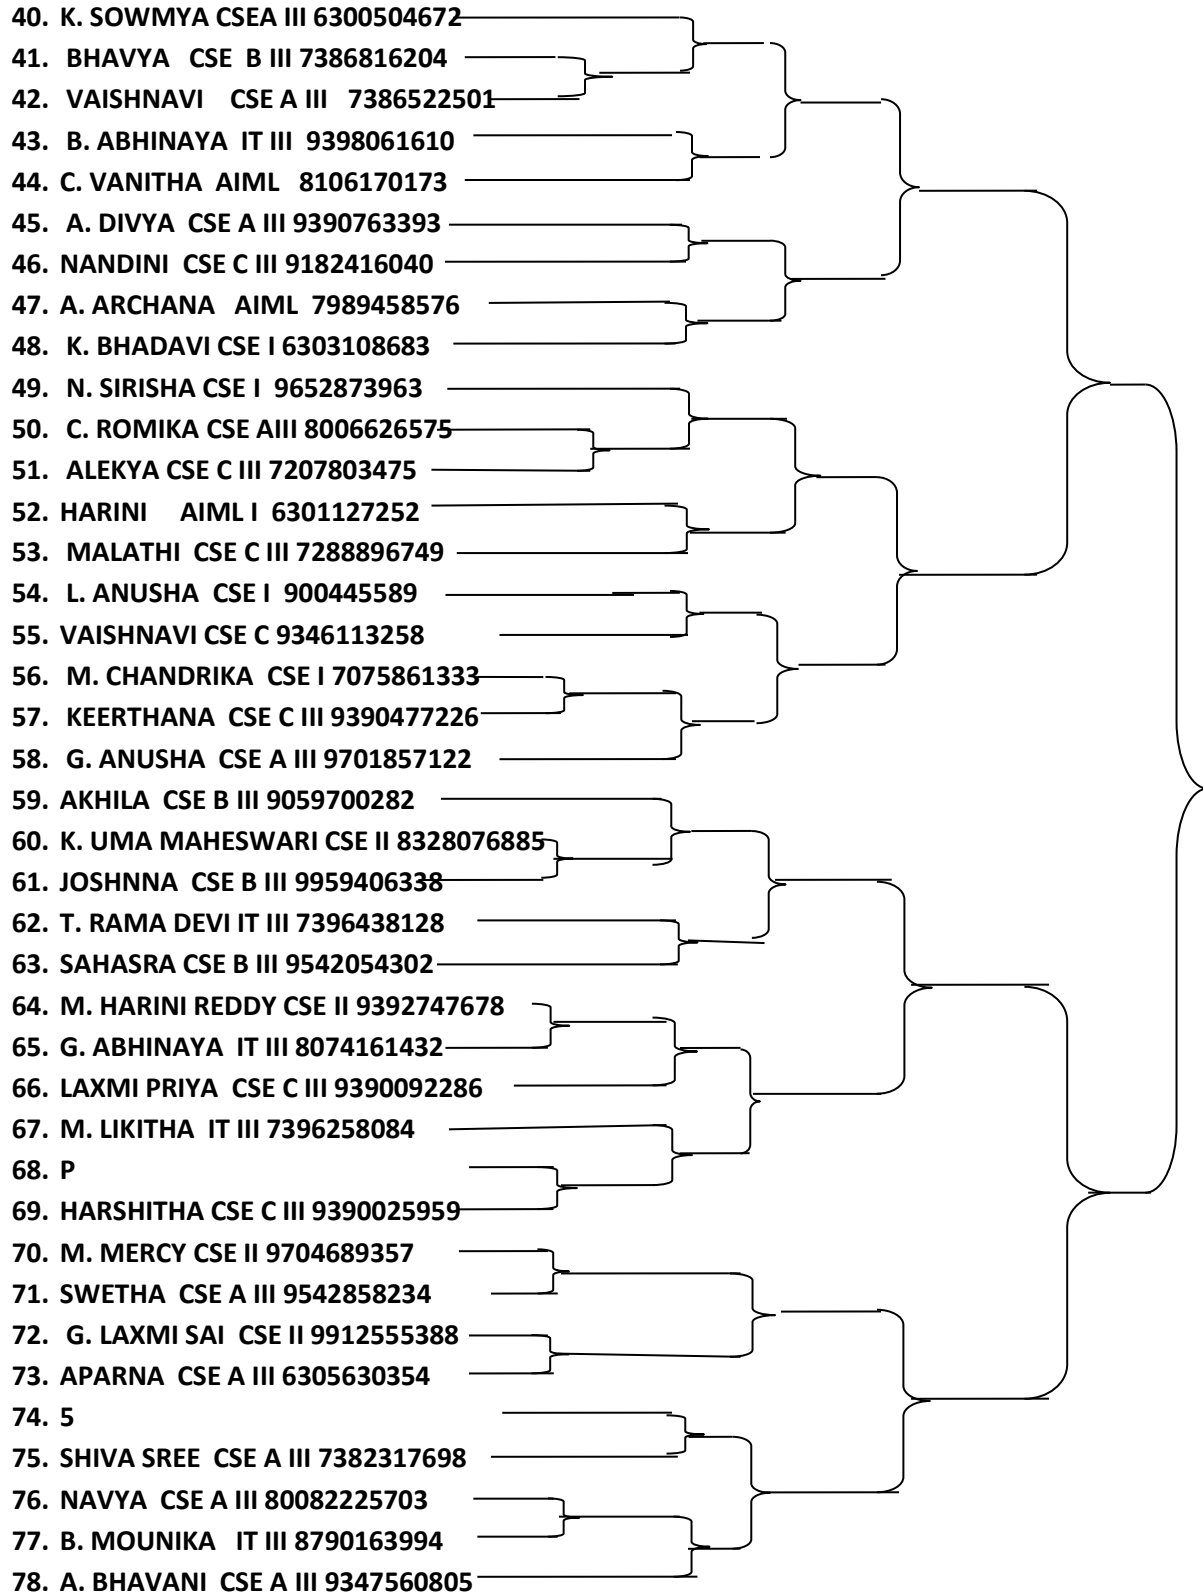 40. K. SOWMYA CSEA III 6300504672
41. BHAVYA CSE B III 7386816204
42. VAISHNAVI CSE A III 7386522501
43. B. ABHINAYA IT III 9398061610
44. C. VANITHA AIML 8106170173
45. A. DIVYA CSE A III 9390763393
46. NANDINI CSE C III 9182416040
47. A. ARCHANA AIML 7989458576
48. K. BHADAVI CSE I 6303108683
49. N. SIRISHA CSE I 9652873963
50. C. ROMIKA CSE AIII 8006626575
51. ALEKYA CSE C III 7207803475
52. HARINI AIML I 6301127252
53. MALATHI CSE C III 7288896749
54. L. ANUSHA CSE I 900445589
55. VAISHNAVI CSE C 9346113258
56. M. CHANDRIKA CSE I 7075861333
57. KEERTHANA CSE C III 9390477226
58. G. ANUSHA CSE A III 9701857122
59. AKHILA CSE B III 9059700282
60. K. UMA MAHESWARI CSE II 8328076885
61. JOSHNNA CSE B III 9959406338
62. T. RAMA DEVI IT III 7396438128
63. SAHASRA CSE B III 9542054302
64. M. HARINI REDDY CSE II 9392747678
65. G. ABHINAYA IT III 8074161432
66. LAXMI PRIYA CSE C III 9390092286
67. M. LIKITHA IT III 7396258084
68. P
69. HARSHITHA CSE C III 9390025959
70. M. MERCY CSE II 9704689357
71. SWETHA CSE A III 9542858234
72. G. LAXMI SAI CSE II 9912555388
73. APARNA CSE A III 6305630354
74. 5
75. SHIVA SREE CSE A III 7382317698
76. NAVYA CSE A III 80082225703
77. B. MOUNIKA IT III 8790163994
78. A. BHAVANI CSE A III 9347560805